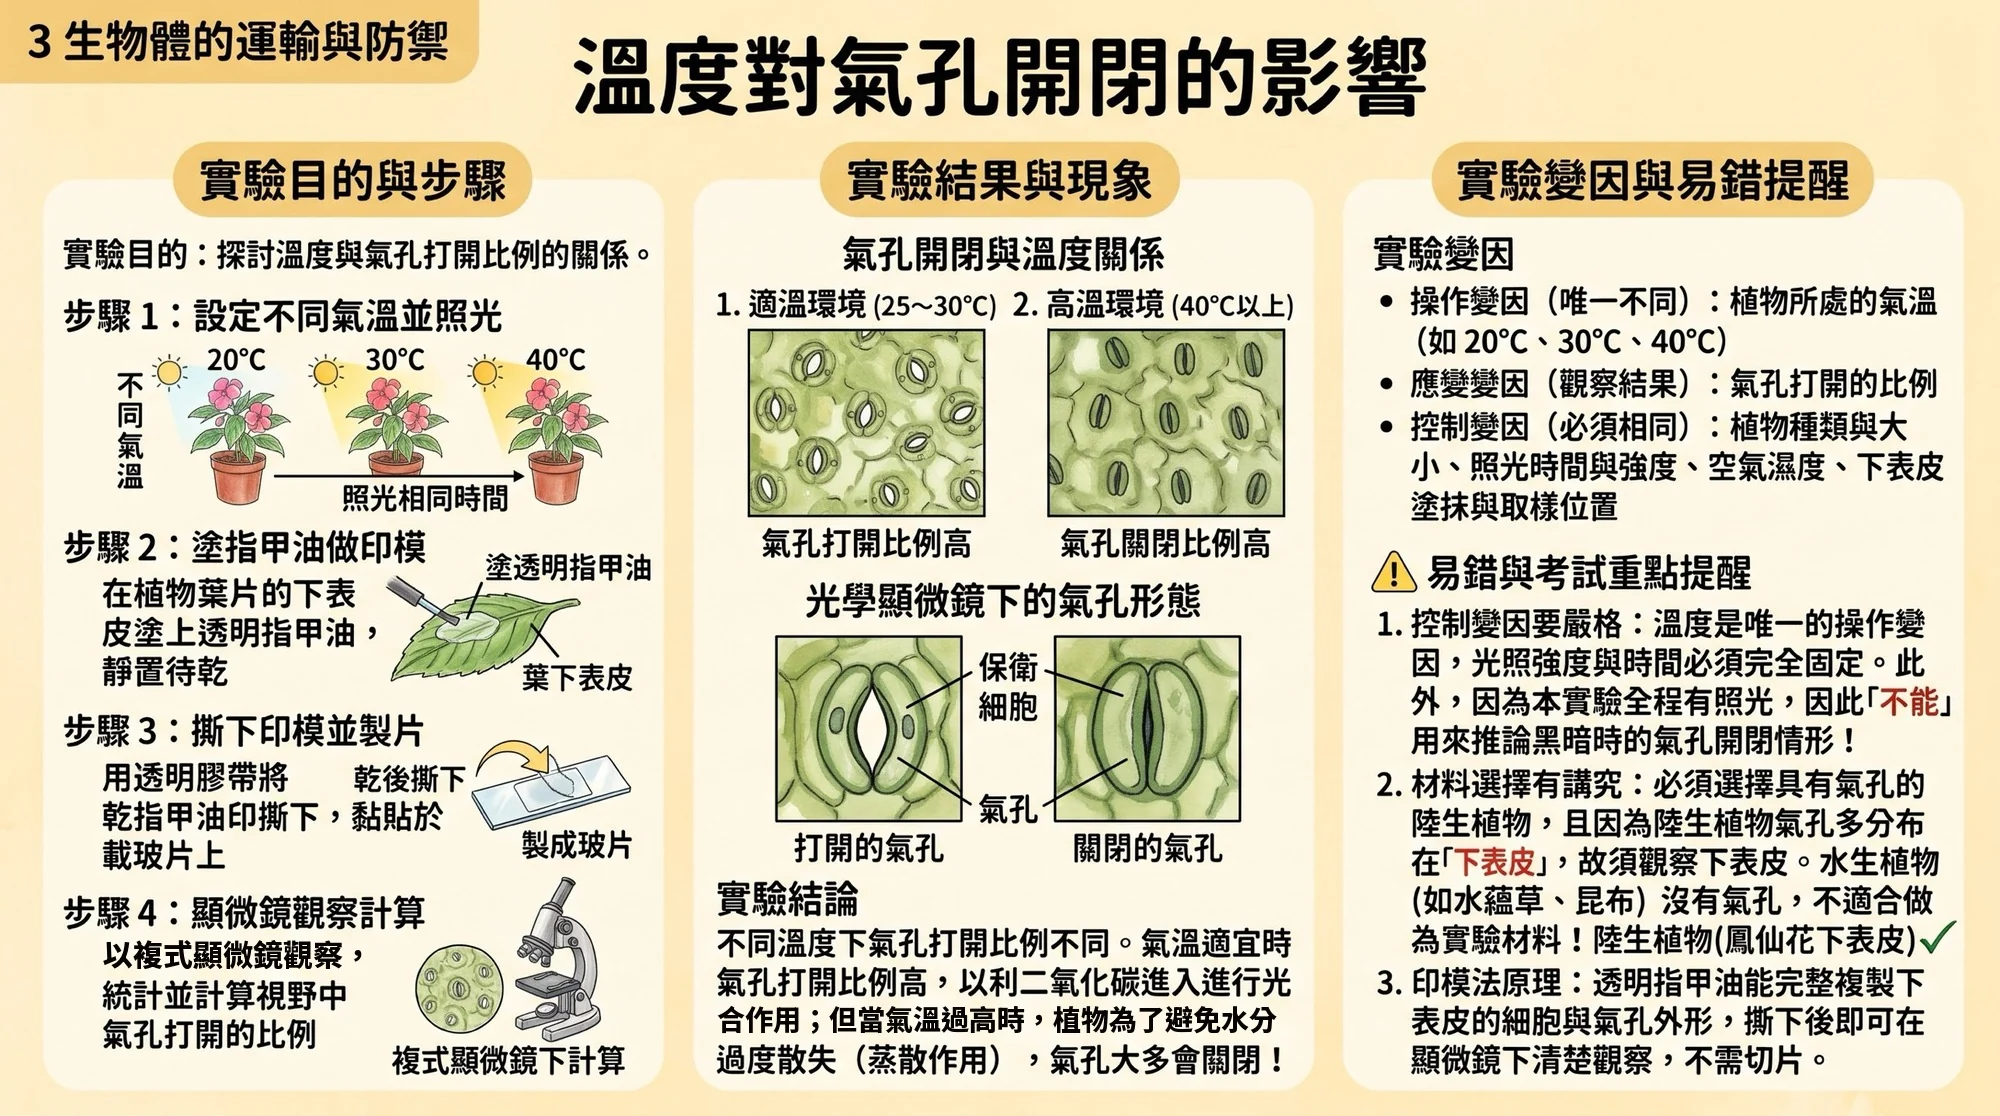 3 生物體的運輸與防禦
溫度對氣孔開閉的影響
實驗目的與步驟
實驗目的：探討溫度與氣孔打開比例的關係。
步驟 1：設定不同氣溫並照光
不同氣溫
20°C
30°C
40°C
照光相同時間
步驟 2：塗指甲油做印模
在植物葉片的下表
皮塗上透明指甲油，
靜置待乾
塗透明指甲油
葉下表皮
步驟 3：撕下印模並製片
用透明膠帶將
乾指甲油印撕下，黏貼於
載玻片上
乾後撕下
製成玻片
步驟 4：顯微鏡觀察計算
以複式顯微鏡觀察，
統計並計算視野中
氣孔打開的比例
複式顯微鏡下計算
實驗結果與現象
氣孔開閉與溫度關係
1. 適溫環境 (25～30°C)
2. 高溫環境 (40°C以上)
氣孔打開比例高
氣孔關閉比例高
光學顯微鏡下的氣孔形態
保衛
細胞
氣孔
打開的氣孔
關閉的氣孔
實驗結論
不同溫度下氣孔打開比例不同。氣溫適宜時
氣孔打開比例高，以利二氧化碳進入進行光
合作用；但當氣溫過高時，植物為了避免水分
過度散失（蒸散作用），氣孔大多會關閉！
實驗變因與易錯提醒
實驗變因
• 操作變因（唯一不同）：植物所處的氣溫
（如 20°C、30°C、40°C）
• 應變變因（觀察結果）：氣孔打開的比例
• 控制變因（必須相同）：植物種類與大
小、照光時間與強度、空氣濕度、下表皮
塗抹與取樣位置
易錯與考試重點提醒
1. 控制變因要嚴格：溫度是唯一的操作變
因，光照強度與時間必須完全固定。此
外，因為本實驗全程有照光，因此「不能」
用來推論黑暗時的氣孔開閉情形！
2. 材料選擇有講究：必須選擇具有氣孔的
陸生植物，且因為陸生植物氣孔多分布
在「下表皮」，故須觀察下表皮。水生植物
(如水蘊草、昆布) 沒有氣孔，不適合做
為實驗材料！陸生植物(鳳仙花下表皮)✓
3. 印模法原理：透明指甲油能完整複製下
表皮的細胞與氣孔外形，撕下後即可在
顯微鏡下清楚觀察，不需切片。